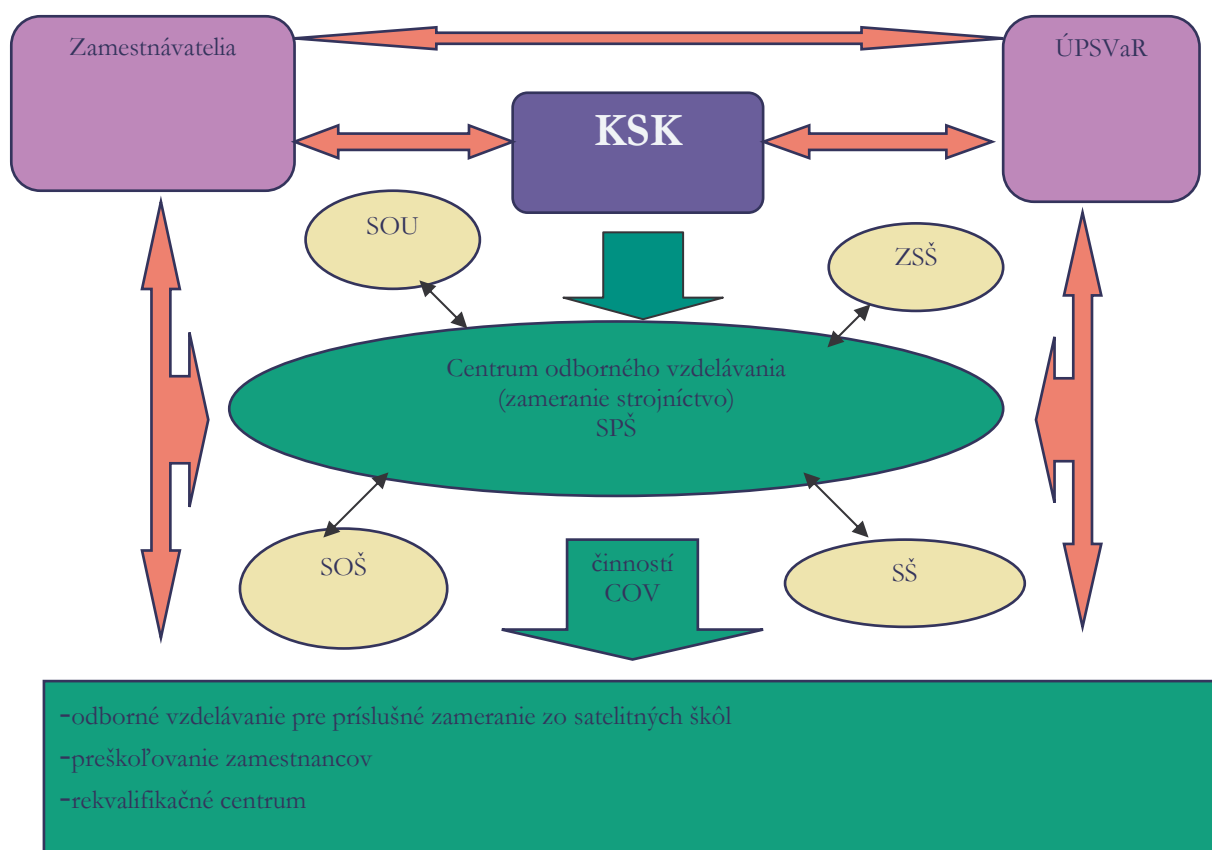 Zamestnávatelia
ÚPSVaR
KSK
SOU
ZSŠ
Centrum odborného vzdelávania
(zameranie strojníctvo)
SPŠ
SOŠ
činností
COV
SŠ
-odborné vzdelávanie pre príslušné zameranie zo satelitných škôl
-preškoľovanie zamestnancov
-rekvalifikačné centrum